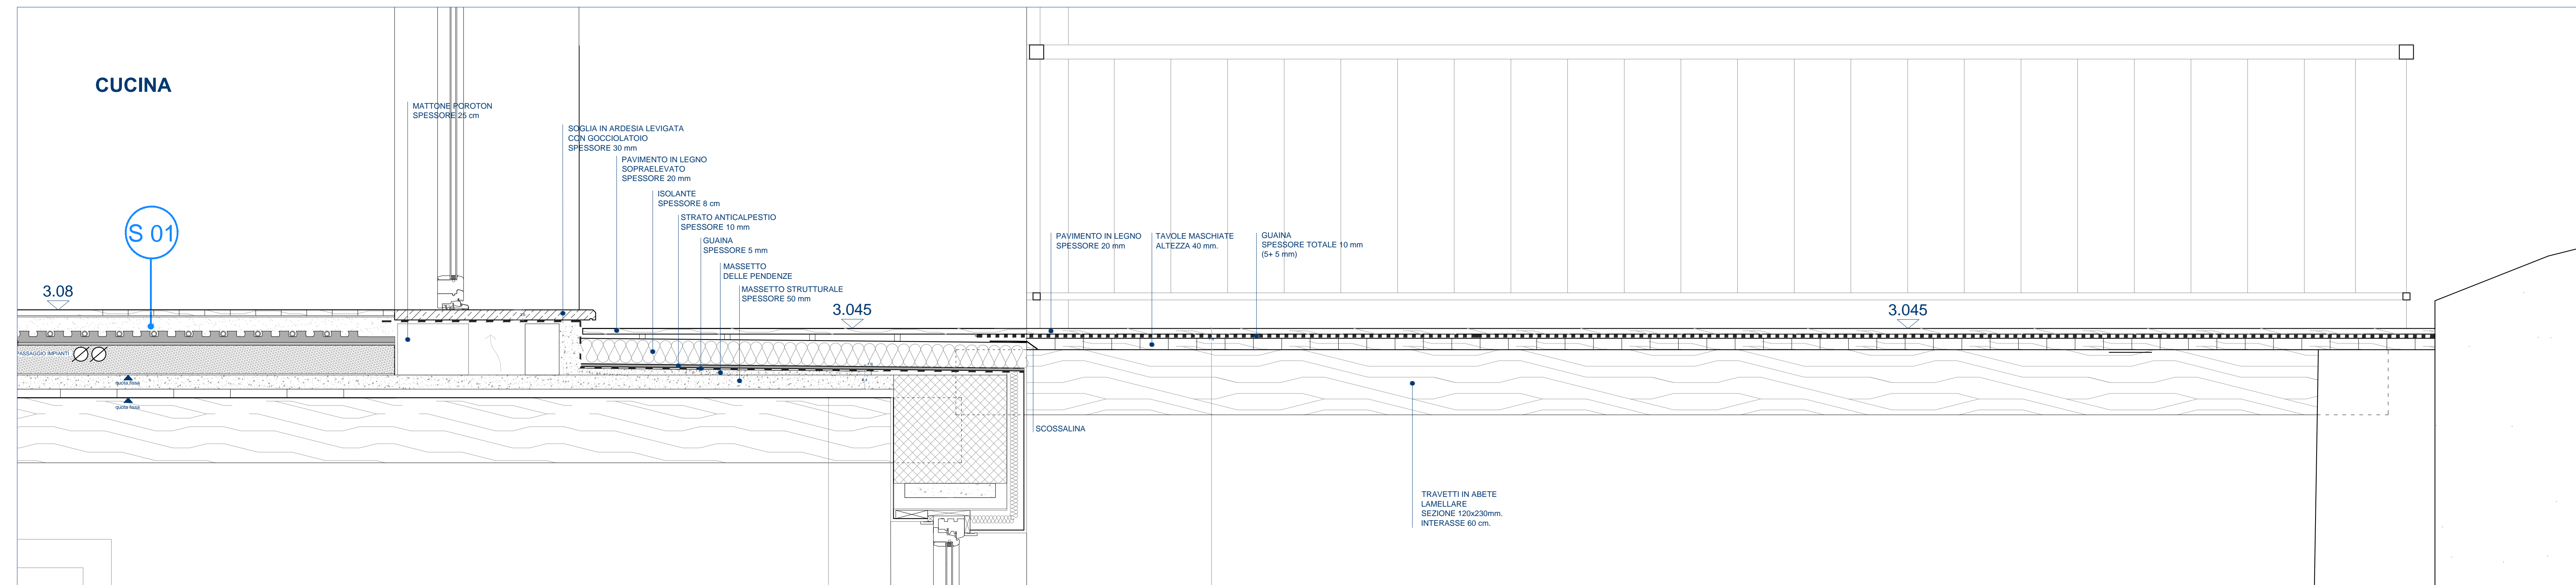 CUCINA
MATTONE POROTON
SPESSORE 25 cm
SOGLIA IN ARDESIA LEVIGATA
CON GOCCIOLATOIO
SPESSORE 30 mm
PAVIMENTO IN LEGNO
SOPRAELEVATO
SPESSORE 20 mm
ISOLANTE
SPESSORE 8 cm
STRATO ANTICALPESTIO
SPESSORE 10 mm
GUAINA
SPESSORE 5 mm
MASSETTO
DELLE PENDENZE
MASSETTO STRUTTURALE
SPESSORE 50 mm
S 01
3.08
3.045
PAVIMENTO IN LEGNO
SPESSORE 20 mm
TAVOLE MASCHIATE
ALTEZZA 40 mm.
GUAINA
SPESSORE TOTALE 10 mm
(5+ 5 mm)
3.045
PASSAGGIO IMPIANTI
quota fissa
quota fissa
SCOSSALINA
TRAVETTI IN ABETE
LAMELLARE
SEZIONE 120x230mm.
INTERASSE 60 cm.